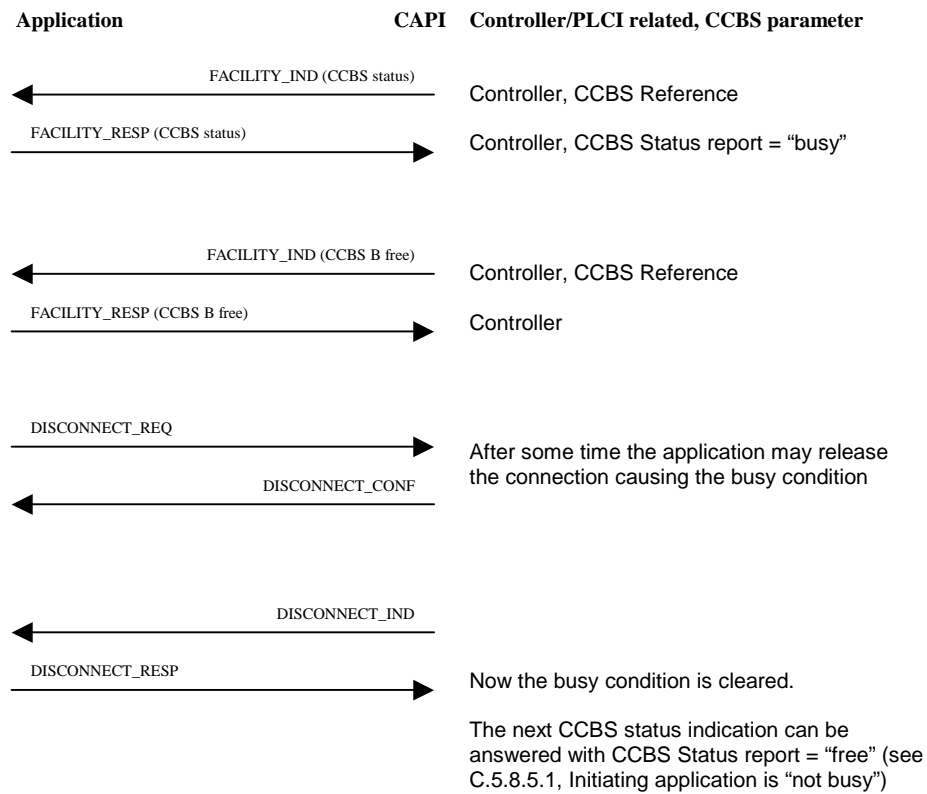 Application CAPI Controller/PLCI related, CCBS parameter
FACILITY_IND (CCBS status)
Controller, CCBS Reference
FACILITY_RESP (CCBS status)
Controller, CCBS Status report = “busy”
FACILITY_IND (CCBS B free)
Controller, CCBS Reference
FACILITY_RESP (CCBS B free)
Controller
DISCONNECT_REQ
After some time the application may release
the connection causing the busy condition
DISCONNECT_CONF
DISCONNECT_IND
DISCONNECT_RESP
Now the busy condition is cleared.
The next CCBS status indication can be
answered with CCBS Status report = “free” (see
C.5.8.5.1, Initiating application is “not busy”)